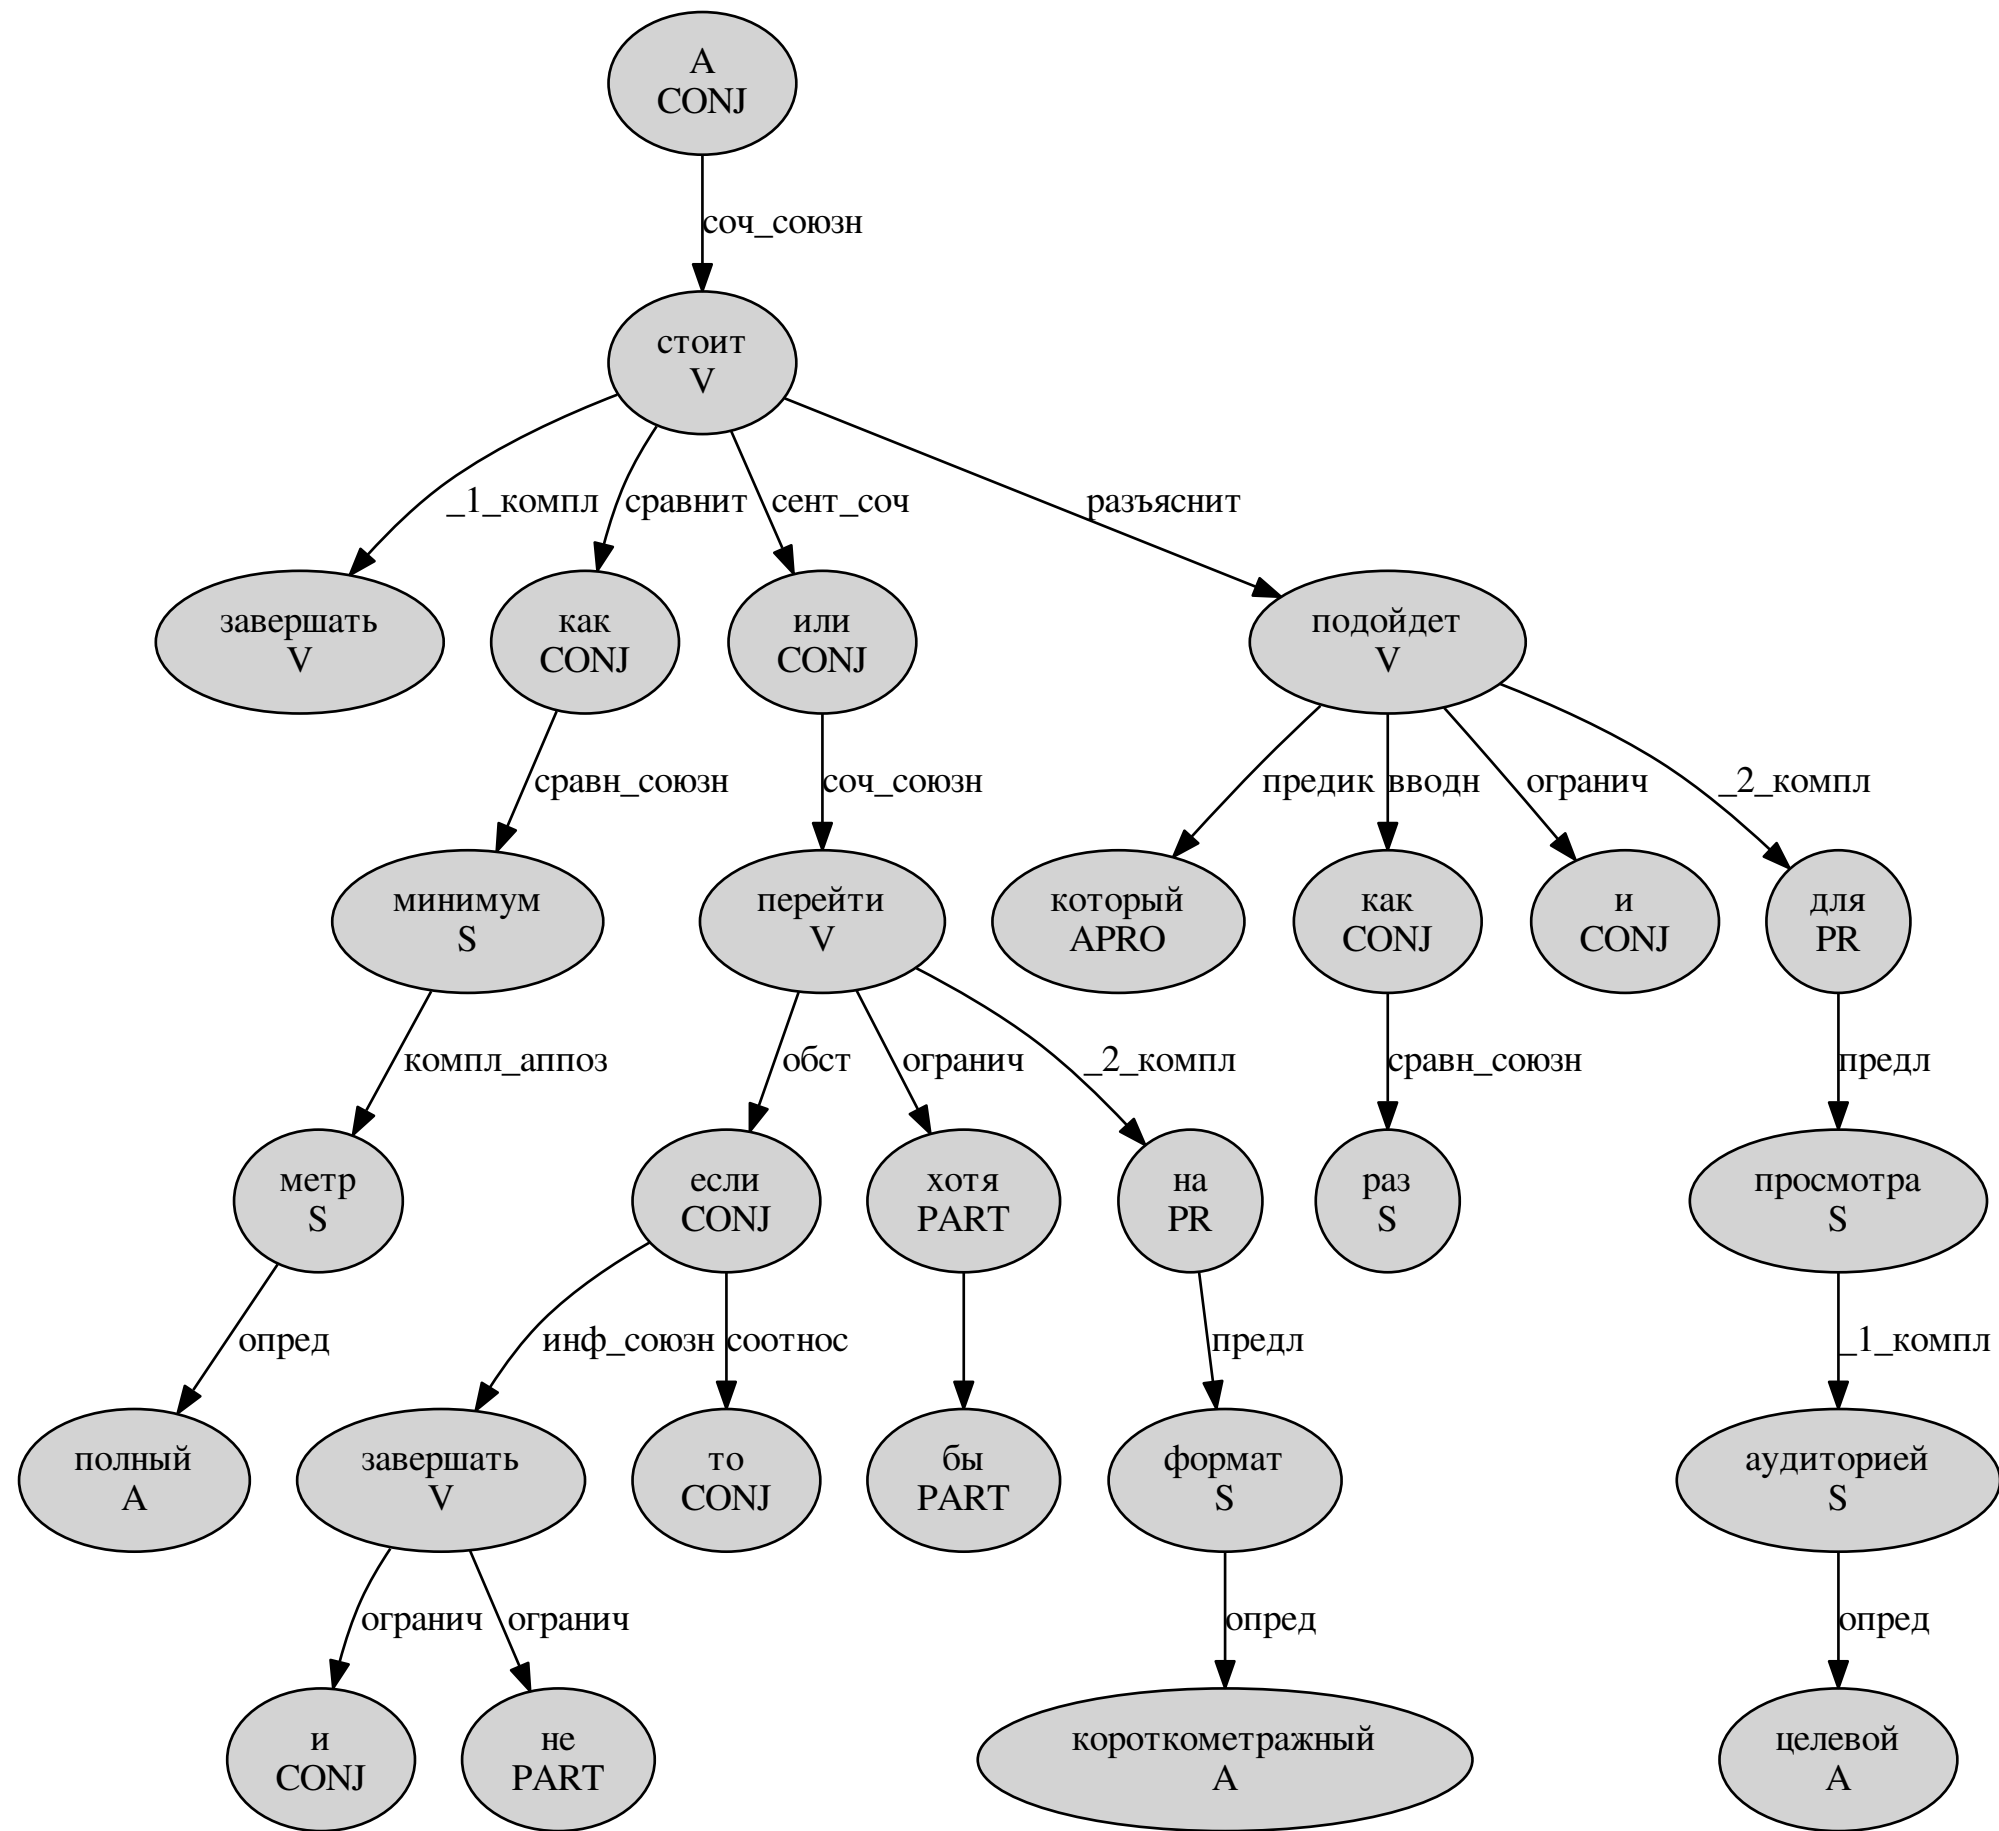 А
CONJ
соч_союзн
стоит
V
_1_компл
сравнит
сент_соч
разъяснит
завершать
V
как
CONJ
или
CONJ
подойдет
V
сравн_союзн
соч_союзн
предик
вводн
огранич
_2_компл
минимум
S
перейти
V
который
APRO
как
CONJ
и
CONJ
для
PR
компл_аппоз
обст
огранич
_2_компл
сравн_союзн
предл
метр
S
если
CONJ
хотя
PART
на
PR
раз
S
просмотра
S
опред
инф_союзн
соотнос
предл
_1_компл
полный
A
завершать
V
то
CONJ
бы
PART
формат
S
аудиторией
S
огранич
огранич
опред
опред
и
CONJ
не
PART
короткометражный
A
целевой
A